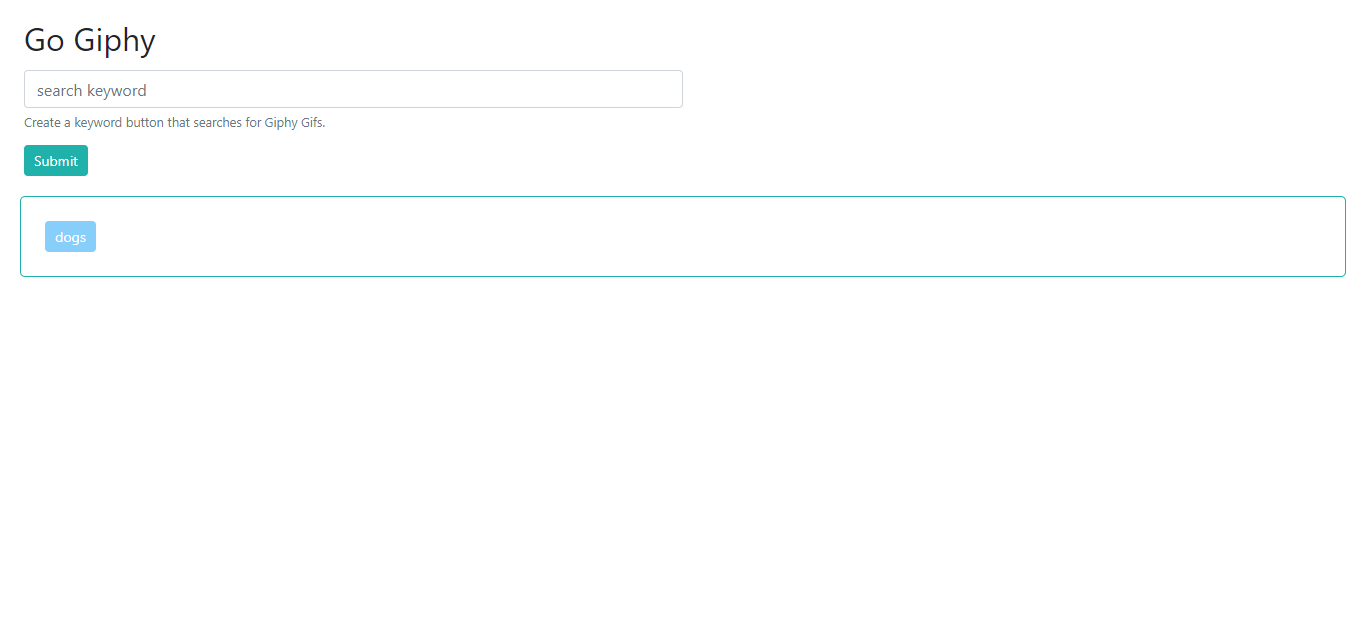 Go Giphy
search keyword
Create a keyword button that searches for Giphy Gifs.
Submit
dogs